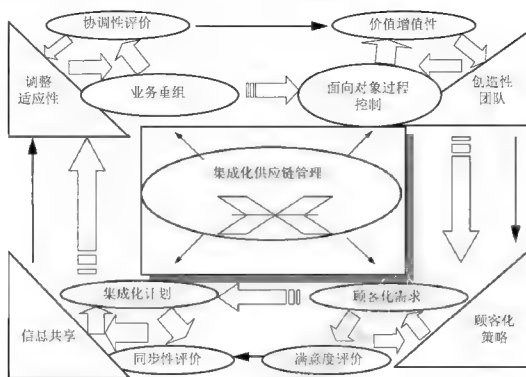 协调性评价
价值增值性
调整
适应性
业务重组
面向对象过程
控制
创造性
团队
集成化供应链管理
集成化计划
顾客化需求
信息共享
顾客化
策略
同步性评价
满意度评价